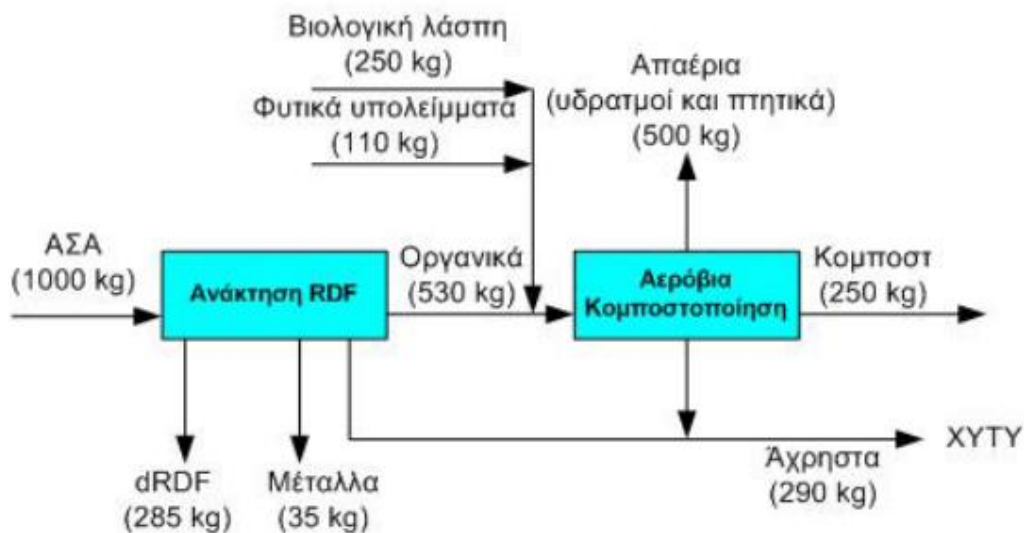 Βιολογική λάσπη
(250 kg)
Φυτικά υπολείμματα
(110 kg)
Απαέρια
(υδρατμοί και πτητικά)
(500 kg)
ΑΣΑ
(1000 kg)
Ανάκτηση RDF
Οργανικά
(530 kg)
Αερόβια
Κομποστοποίηση
Κομποστ
(250 kg)
dRDF
(285 kg)
Μέταλλα
(35 kg)
Άχρηστα
(290 kg)
ΧΥΤΥ